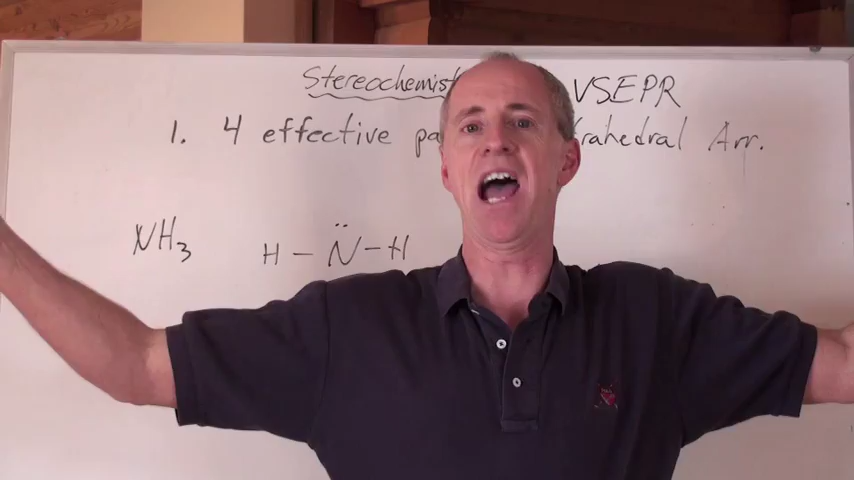 Stereochemist VSEPR
1. 4 effective pa rahedral Arr.
NH3 H - N̈ - H